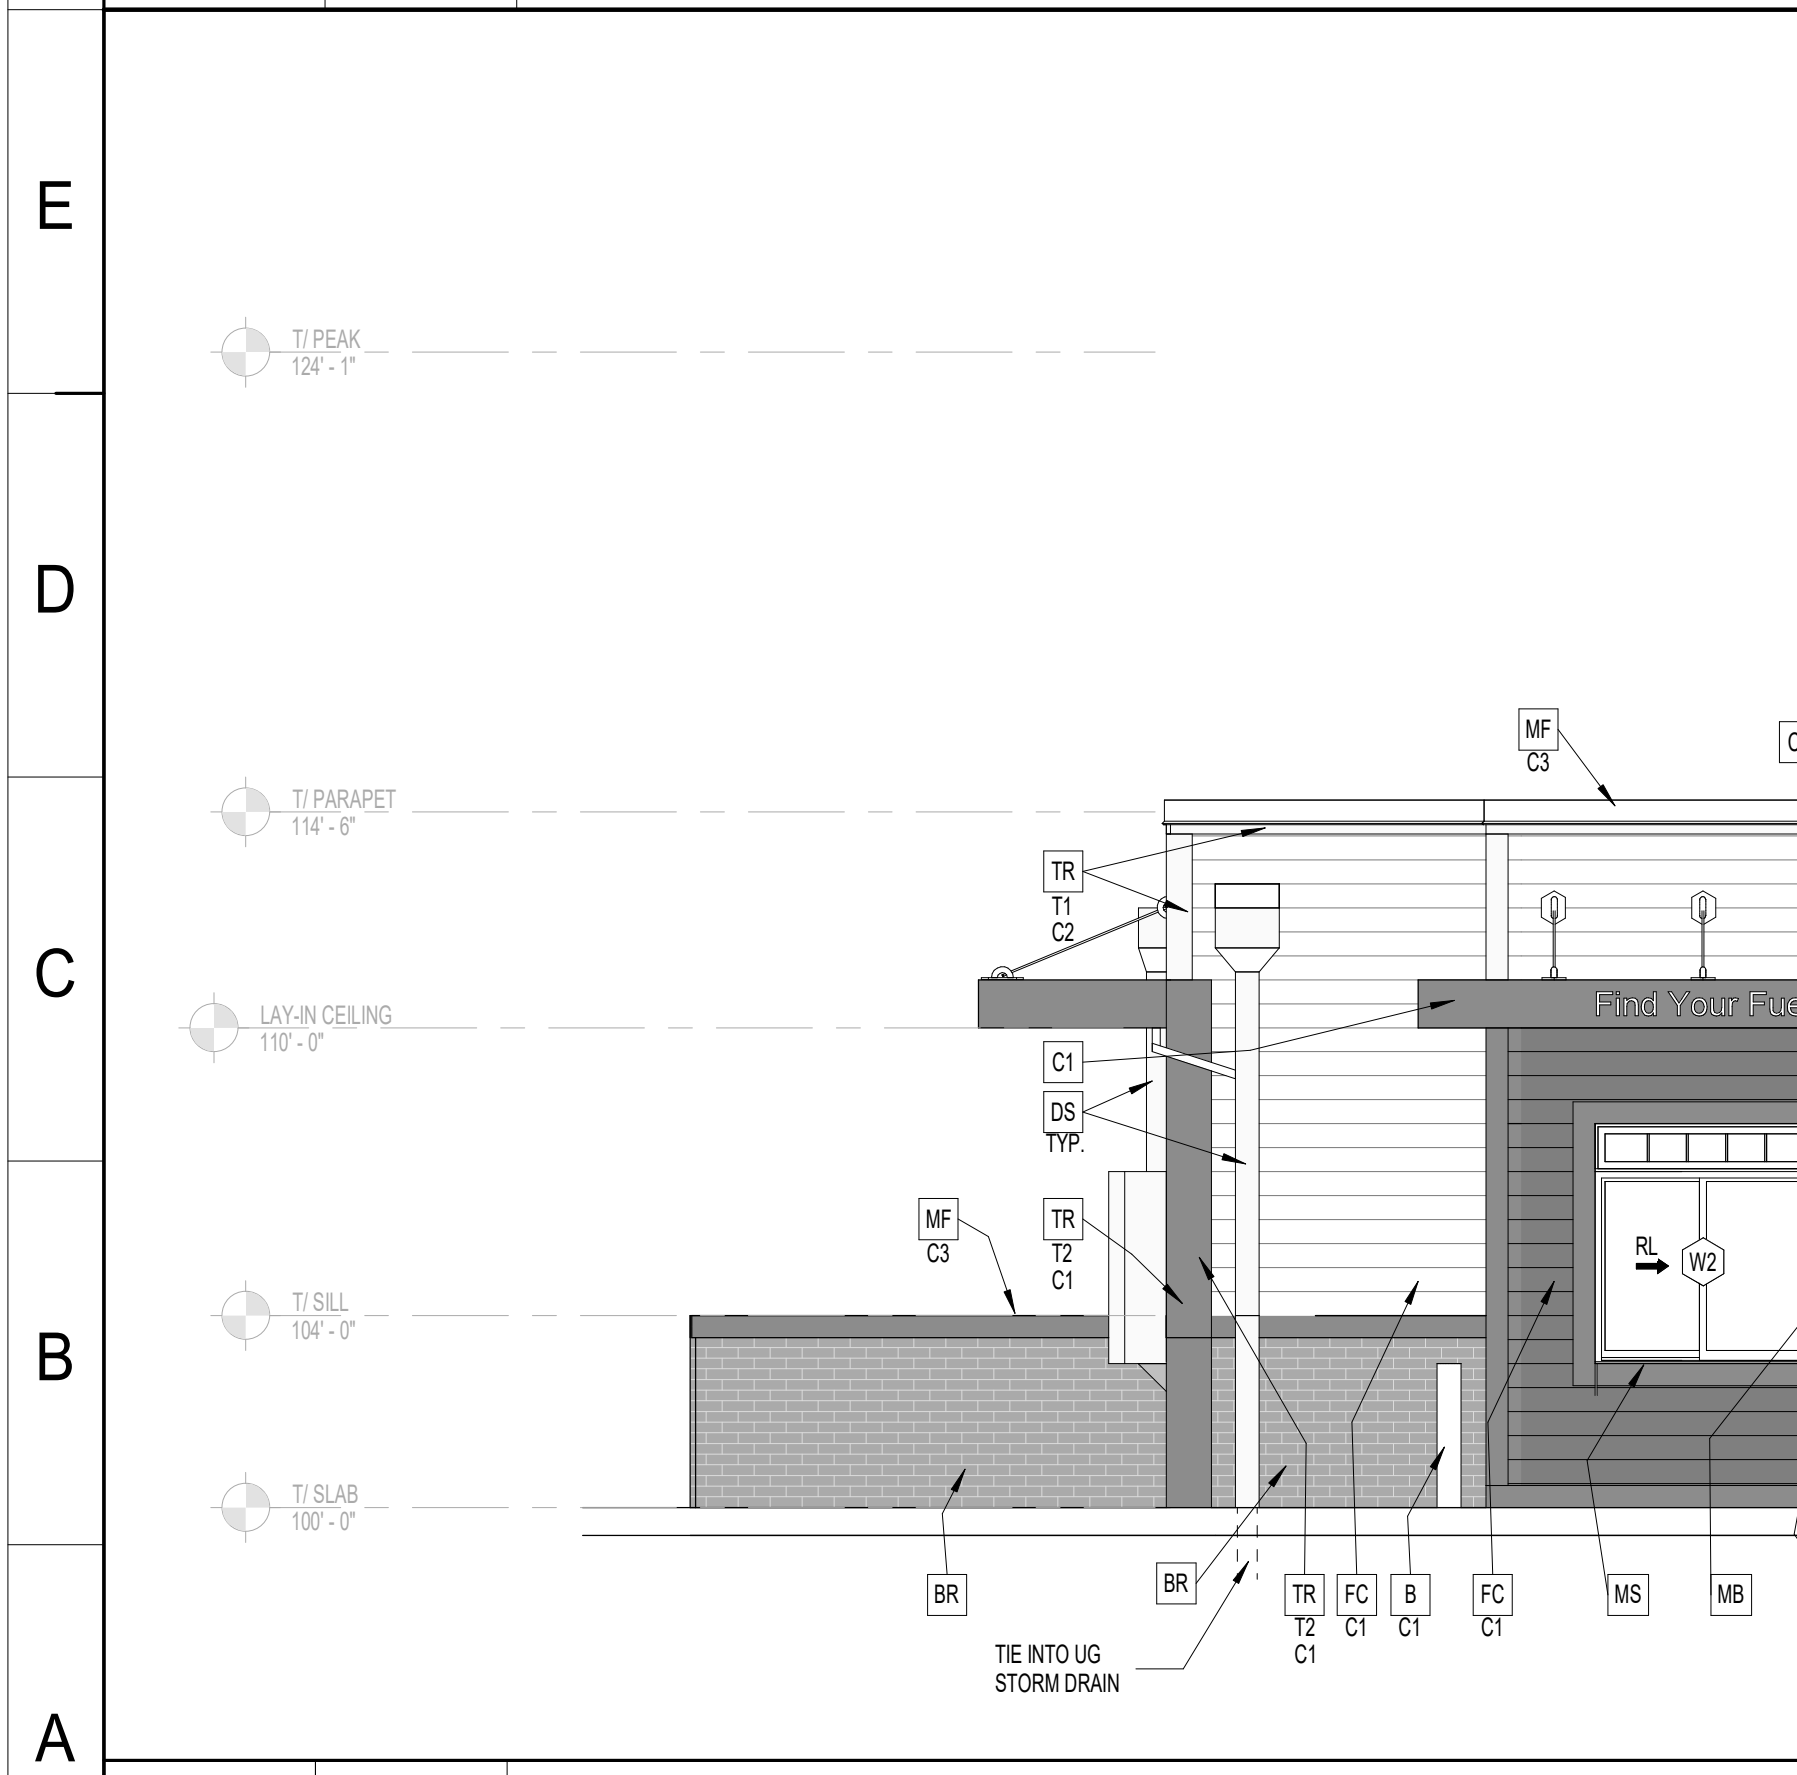 E
T/ PEAK
124' - 1"
D
MF
C3
T/ PARAPET
114' - 6"
TR
T1
C2
C
Find Your Fue
LAY-IN CEILING
110' - 0"
C1
DS
TYP.
MF
C3
TR
T2
C1
RL
W2
T/ SILL
104' - 0"
B
T/ SLAB
100' - 0"
BR
BR
TR
T2
C1
FC
C1
B
C1
FC
C1
MS
MB
TIE INTO UG
STORM DRAIN
A